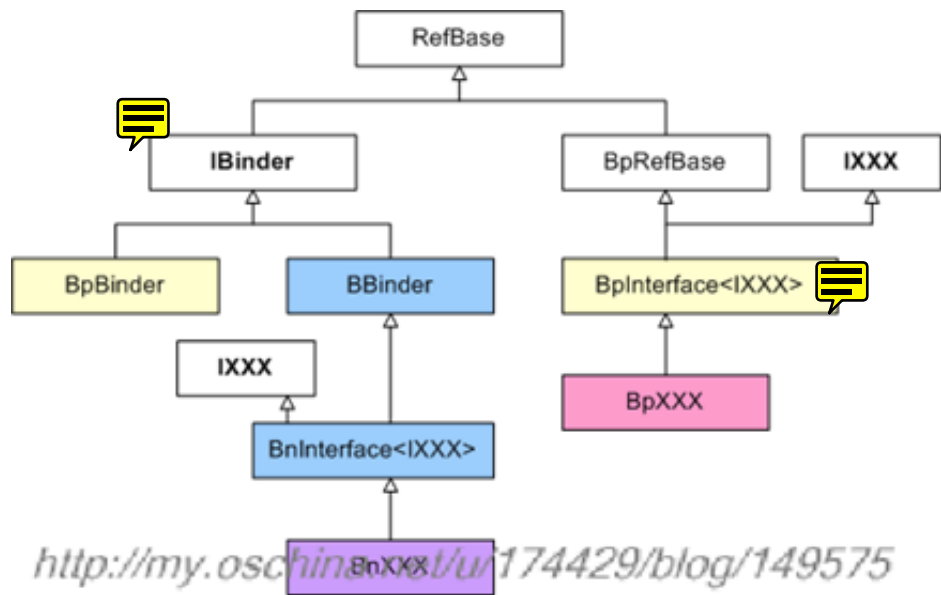 RefBase
IBinder
BpRefBase
IXXX
BpBinder
BBinder
BpInterface<IXXX>
IXXX
BpXXX
BnInterface<IXXX>
BnXXX
http://my.oschina.net/u/174429/blog/149575